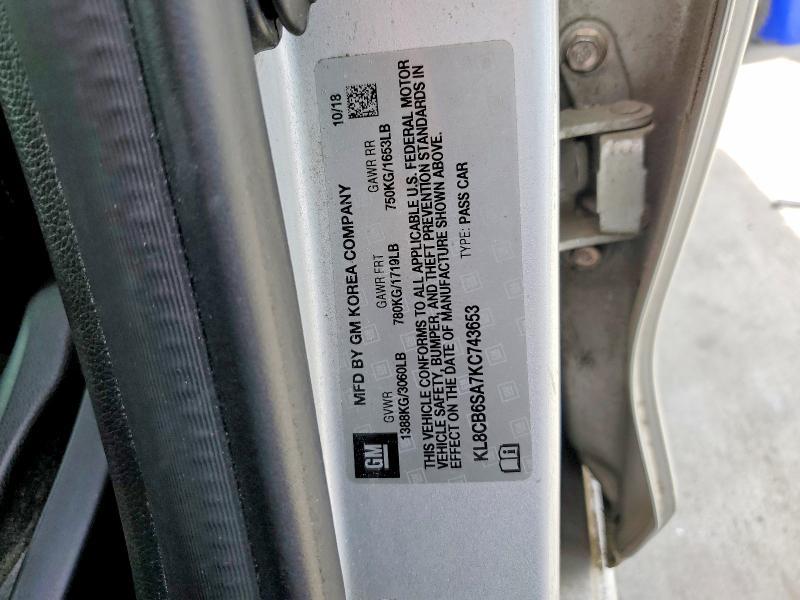 MFD BY GM KOREA COMPANY 10/18
GVWR GAWR FRT GAWR RR
1388KG/3060LB 780KG/1719LB 750KG/1653LB
THIS VEHICLE CONFORMS TO ALL APPLICABLE U.S. FEDERAL MOTOR
VEHICLE SAFETY, BUMPER, AND THEFT PREVENTION STANDARDS IN
EFFECT ON THE DATE OF MANUFACTURE SHOWN ABOVE.
KL8CB6SA7KC743653 TYPE: PASS CAR
GM